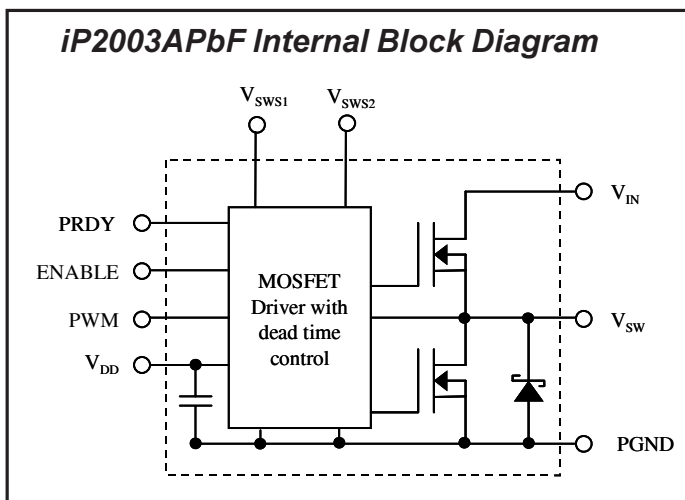 iP2003APbF Internal Block Diagram
VSWS1
VSWS2
VIN
PRDY
ENABLE
MOSFET
Driver with
dead time
control
PWM
VSW
VDD
PGND